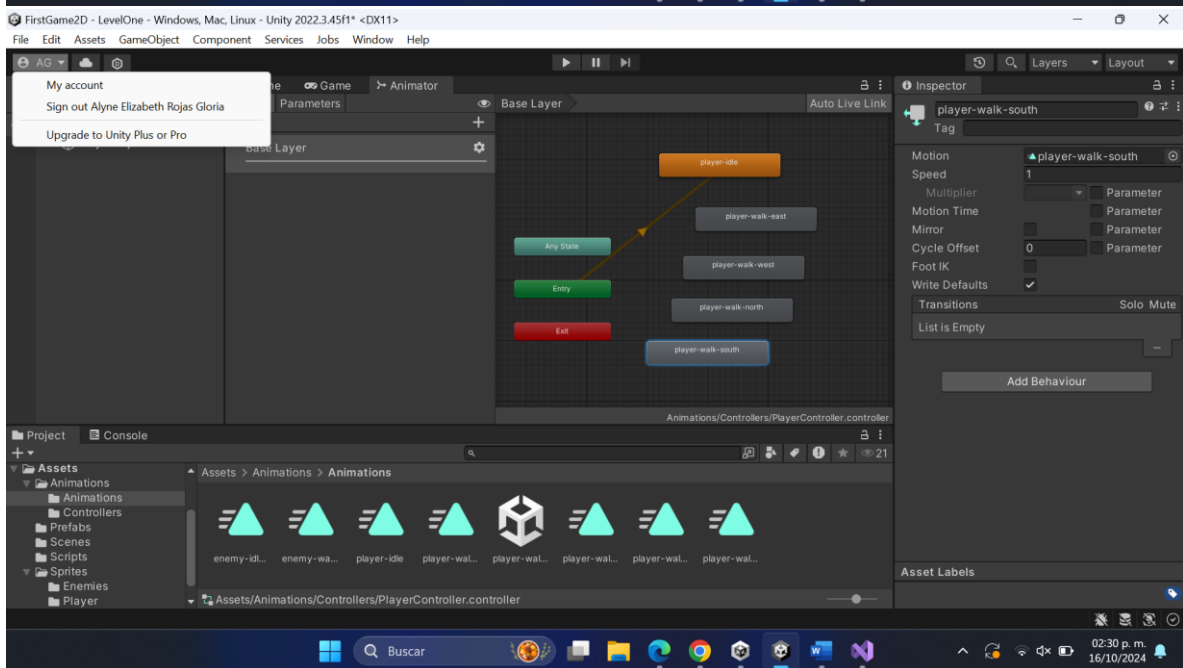 FirstGame2D - LevelOne - Windows, Mac, Linux - Unity 2022.3.45f1* <DX11>
File Edit Assets GameObject Component Services Jobs Window Help
AG Layers Layout
My account
Sign out Alyne Elizabeth Rojas Gloria
Upgrade to Unity Plus or Pro
Game Animator
Parameters Base Layer Auto Live Link
Base Layer
player-idle
player-walk-east
Any State
player-walk-west
Entry
player-walk-north
Exit
player-walk-south
Animations/Controllers/PlayerController.controller
Inspector
player-walk-south
Tag
Motion player-walk-south
Speed 1
Multiplier Parameter
Motion Time Parameter
Mirror Parameter
Cycle Offset 0 Parameter
Foot IK
Write Defaults
Transitions Solo Mute
List is Empty
Add Behaviour
Asset Labels
Project Console
21
Assets
Animations
Animations
Controllers
Prefabs
Scenes
Scripts
Sprites
Enemies
Player
Assets > Animations > Animations
enemy-idl... enemy-wa... player-idle player-wal... player-wal... player-wal... player-wal... player-wal...
Assets/Animations/Controllers/PlayerController.controller
Buscar
02:30 p. m.
16/10/2024